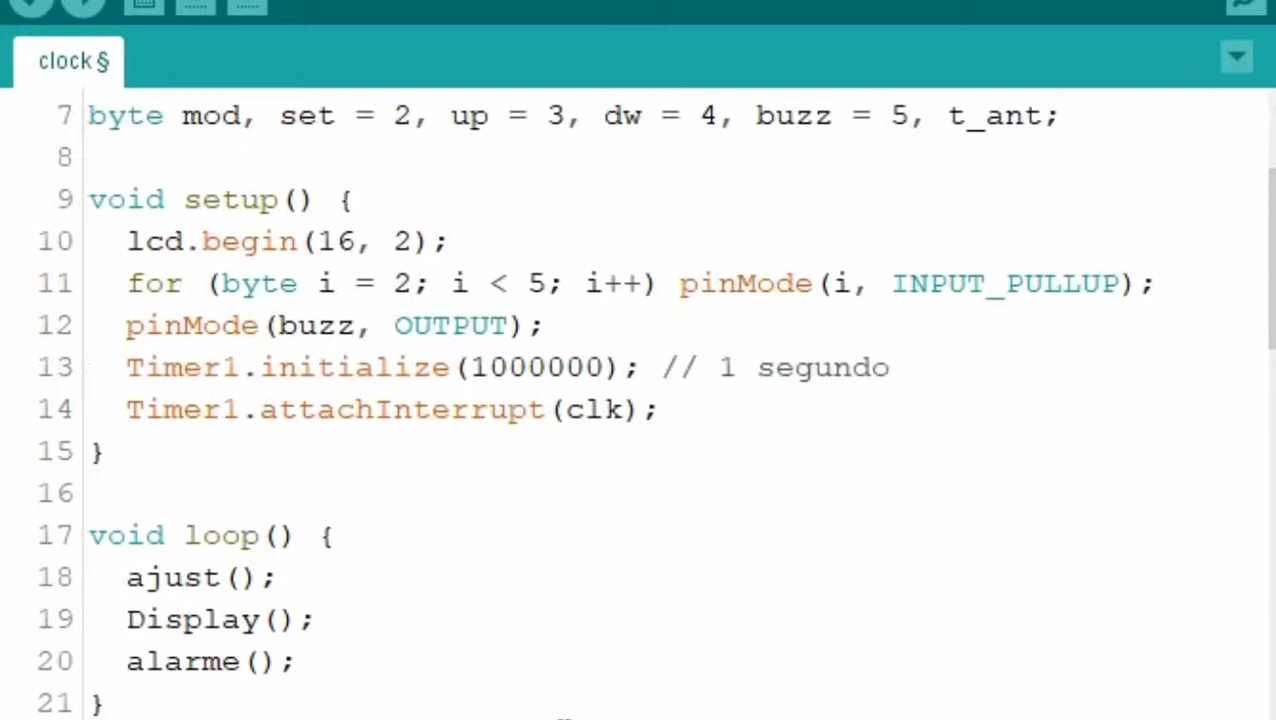 clock §
7 byte mod, set = 2, up = 3, dw = 4, buzz = 5, t_ant;
8
9 void setup() {
10 lcd.begin(16, 2);
11 for (byte i = 2; i < 5; i++) pinMode(i, INPUT_PULLUP);
12 pinMode(buzz, OUTPUT);
13 Timer1.initialize(1000000); // 1 segundo
14 Timer1.attachInterrupt(clk);
15 }
16
17 void loop() {
18 ajust();
19 Display();
20 alarme();
21 }